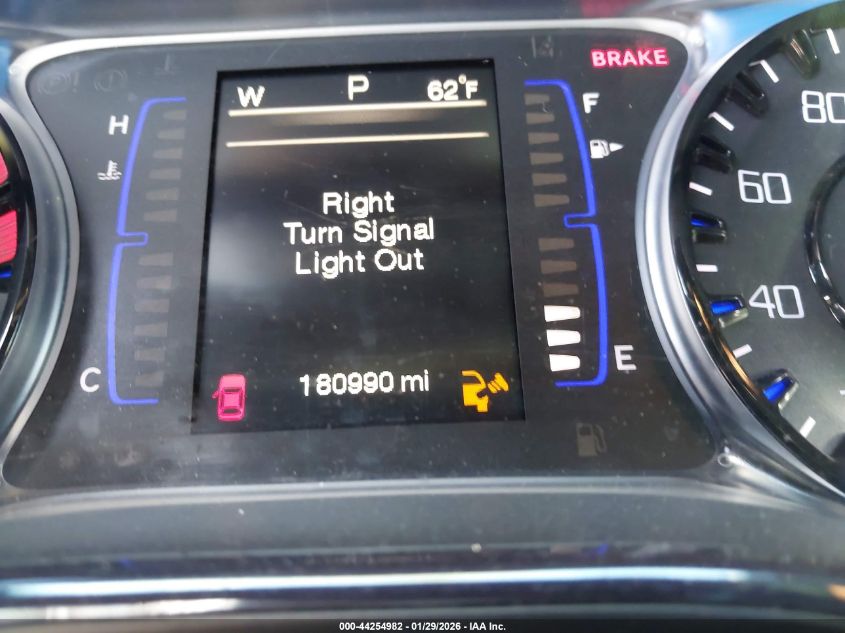 BRAKE
W P 62°F
H
F
80
60
Right
Turn Signal
Light Out
40
C
E
180990 mi
000-44254982 - 01/29/2026 - IAA Inc.